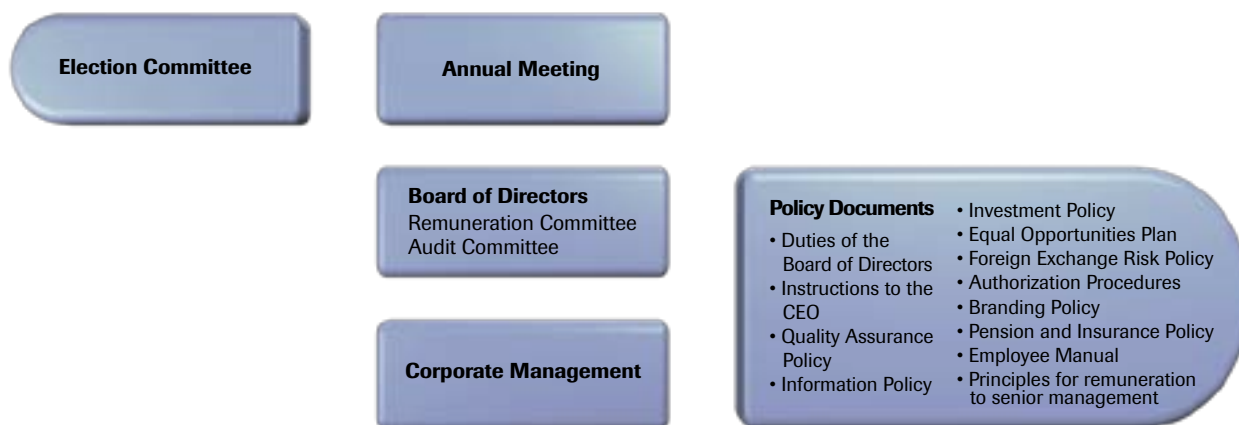 Election Committee
Annual Meeting
Board of Directors
Remuneration Committee
Audit Committee
Corporate Management
Policy Documents
• Duties of the
Board of Directors
• Instructions to the
CEO
• Quality Assurance
Policy
• Information Policy
• Investment Policy
• Equal Opportunities Plan
• Foreign Exchange Risk Policy
• Authorization Procedures
• Branding Policy
• Pension and Insurance Policy
• Employee Manual
• Principles for remuneration
to senior management